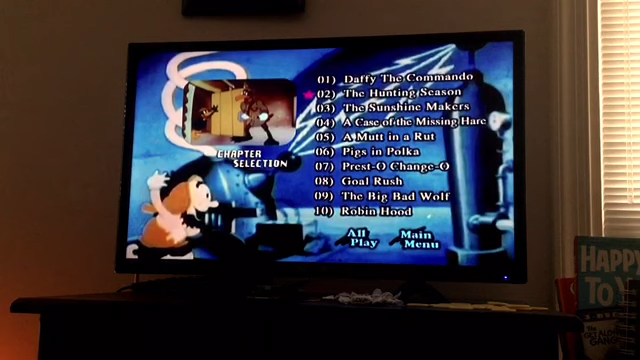 01) Daffy The Commando
02) The Hunting Season
03) The Sunshine Makers
04) A Case of the Missing Hare
05) A Mutt in a Rut
06) Pigs in Polka
07) Prest-O Change-O
08) Goal Rush
09) The Big Bad Wolf
10) Robin Hood
CHAPTER
SELECTION
All
Play
Main
Menu
HAPPY
TO